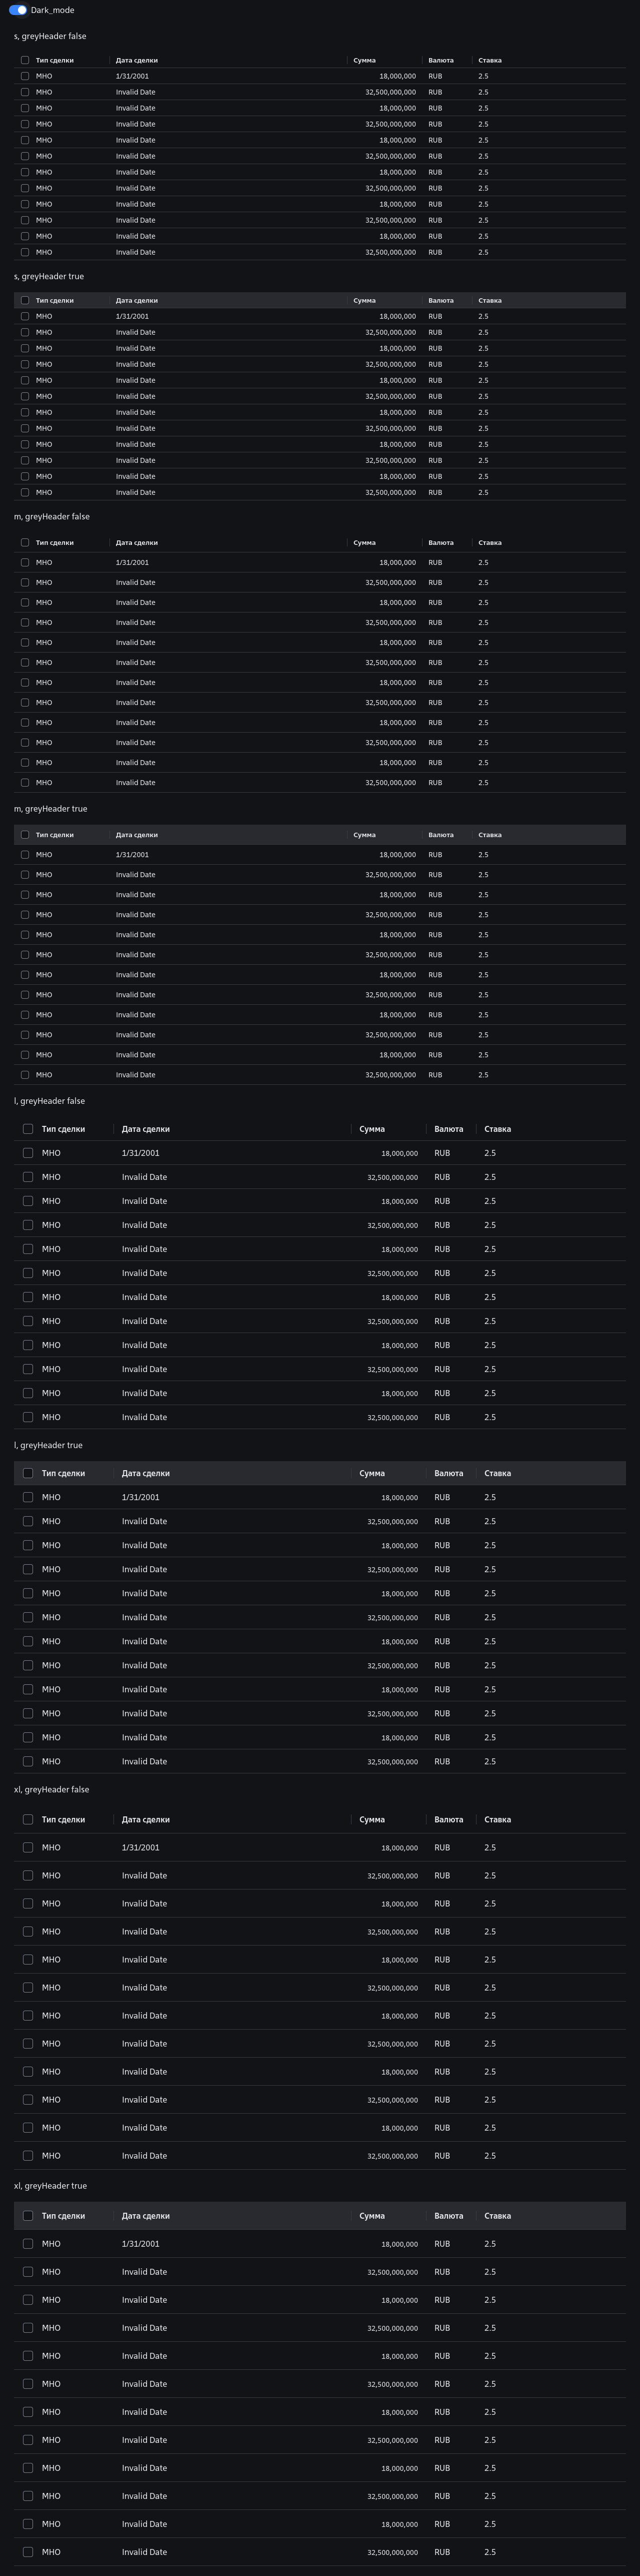 Dark_mode
s, greyHeader false
Тип сделки Дата сделки Сумма Валюта Ставка
МНО 1/31/2001 18,000,000 RUB 2.5
МНО Invalid Date 32,500,000,000 RUB 2.5
МНО Invalid Date 18,000,000 RUB 2.5
МНО Invalid Date 32,500,000,000 RUB 2.5
МНО Invalid Date 18,000,000 RUB 2.5
МНО Invalid Date 32,500,000,000 RUB 2.5
МНО Invalid Date 18,000,000 RUB 2.5
МНО Invalid Date 32,500,000,000 RUB 2.5
МНО Invalid Date 18,000,000 RUB 2.5
МНО Invalid Date 32,500,000,000 RUB 2.5
МНО Invalid Date 18,000,000 RUB 2.5
МНО Invalid Date 32,500,000,000 RUB 2.5
s, greyHeader true
Тип сделки Дата сделки Сумма Валюта Ставка
МНО 1/31/2001 18,000,000 RUB 2.5
МНО Invalid Date 32,500,000,000 RUB 2.5
МНО Invalid Date 18,000,000 RUB 2.5
МНО Invalid Date 32,500,000,000 RUB 2.5
МНО Invalid Date 18,000,000 RUB 2.5
МНО Invalid Date 32,500,000,000 RUB 2.5
МНО Invalid Date 18,000,000 RUB 2.5
МНО Invalid Date 32,500,000,000 RUB 2.5
МНО Invalid Date 18,000,000 RUB 2.5
МНО Invalid Date 32,500,000,000 RUB 2.5
МНО Invalid Date 18,000,000 RUB 2.5
МНО Invalid Date 32,500,000,000 RUB 2.5
m, greyHeader false
Тип сделки Дата сделки Сумма Валюта Ставка
МНО 1/31/2001 18,000,000 RUB 2.5
МНО Invalid Date 32,500,000,000 RUB 2.5
МНО Invalid Date 18,000,000 RUB 2.5
МНО Invalid Date 32,500,000,000 RUB 2.5
МНО Invalid Date 18,000,000 RUB 2.5
МНО Invalid Date 32,500,000,000 RUB 2.5
МНО Invalid Date 18,000,000 RUB 2.5
МНО Invalid Date 32,500,000,000 RUB 2.5
МНО Invalid Date 18,000,000 RUB 2.5
МНО Invalid Date 32,500,000,000 RUB 2.5
МНО Invalid Date 18,000,000 RUB 2.5
МНО Invalid Date 32,500,000,000 RUB 2.5
m, greyHeader true
Тип сделки Дата сделки Сумма Валюта Ставка
МНО 1/31/2001 18,000,000 RUB 2.5
МНО Invalid Date 32,500,000,000 RUB 2.5
МНО Invalid Date 18,000,000 RUB 2.5
МНО Invalid Date 32,500,000,000 RUB 2.5
МНО Invalid Date 18,000,000 RUB 2.5
МНО Invalid Date 32,500,000,000 RUB 2.5
МНО Invalid Date 18,000,000 RUB 2.5
МНО Invalid Date 32,500,000,000 RUB 2.5
МНО Invalid Date 18,000,000 RUB 2.5
МНО Invalid Date 32,500,000,000 RUB 2.5
МНО Invalid Date 18,000,000 RUB 2.5
МНО Invalid Date 32,500,000,000 RUB 2.5
l, greyHeader false
Тип сделки Дата сделки Сумма Валюта Ставка
МНО 1/31/2001 18,000,000 RUB 2.5
МНО Invalid Date 32,500,000,000 RUB 2.5
МНО Invalid Date 18,000,000 RUB 2.5
МНО Invalid Date 32,500,000,000 RUB 2.5
МНО Invalid Date 18,000,000 RUB 2.5
МНО Invalid Date 32,500,000,000 RUB 2.5
МНО Invalid Date 18,000,000 RUB 2.5
МНО Invalid Date 32,500,000,000 RUB 2.5
МНО Invalid Date 18,000,000 RUB 2.5
МНО Invalid Date 32,500,000,000 RUB 2.5
МНО Invalid Date 18,000,000 RUB 2.5
МНО Invalid Date 32,500,000,000 RUB 2.5
l, greyHeader true
Тип сделки Дата сделки Сумма Валюта Ставка
МНО 1/31/2001 18,000,000 RUB 2.5
МНО Invalid Date 32,500,000,000 RUB 2.5
МНО Invalid Date 18,000,000 RUB 2.5
МНО Invalid Date 32,500,000,000 RUB 2.5
МНО Invalid Date 18,000,000 RUB 2.5
МНО Invalid Date 32,500,000,000 RUB 2.5
МНО Invalid Date 18,000,000 RUB 2.5
МНО Invalid Date 32,500,000,000 RUB 2.5
МНО Invalid Date 18,000,000 RUB 2.5
МНО Invalid Date 32,500,000,000 RUB 2.5
МНО Invalid Date 18,000,000 RUB 2.5
МНО Invalid Date 32,500,000,000 RUB 2.5
xl, greyHeader false
Тип сделки Дата сделки Сумма Валюта Ставка
МНО 1/31/2001 18,000,000 RUB 2.5
МНО Invalid Date 32,500,000,000 RUB 2.5
МНО Invalid Date 18,000,000 RUB 2.5
МНО Invalid Date 32,500,000,000 RUB 2.5
МНО Invalid Date 18,000,000 RUB 2.5
МНО Invalid Date 32,500,000,000 RUB 2.5
МНО Invalid Date 18,000,000 RUB 2.5
МНО Invalid Date 32,500,000,000 RUB 2.5
МНО Invalid Date 18,000,000 RUB 2.5
МНО Invalid Date 32,500,000,000 RUB 2.5
МНО Invalid Date 18,000,000 RUB 2.5
МНО Invalid Date 32,500,000,000 RUB 2.5
xl, greyHeader true
Тип сделки Дата сделки Сумма Валюта Ставка
МНО 1/31/2001 18,000,000 RUB 2.5
МНО Invalid Date 32,500,000,000 RUB 2.5
МНО Invalid Date 18,000,000 RUB 2.5
МНО Invalid Date 32,500,000,000 RUB 2.5
МНО Invalid Date 18,000,000 RUB 2.5
МНО Invalid Date 32,500,000,000 RUB 2.5
МНО Invalid Date 18,000,000 RUB 2.5
МНО Invalid Date 32,500,000,000 RUB 2.5
МНО Invalid Date 18,000,000 RUB 2.5
МНО Invalid Date 32,500,000,000 RUB 2.5
МНО Invalid Date 18,000,000 RUB 2.5
МНО Invalid Date 32,500,000,000 RUB 2.5